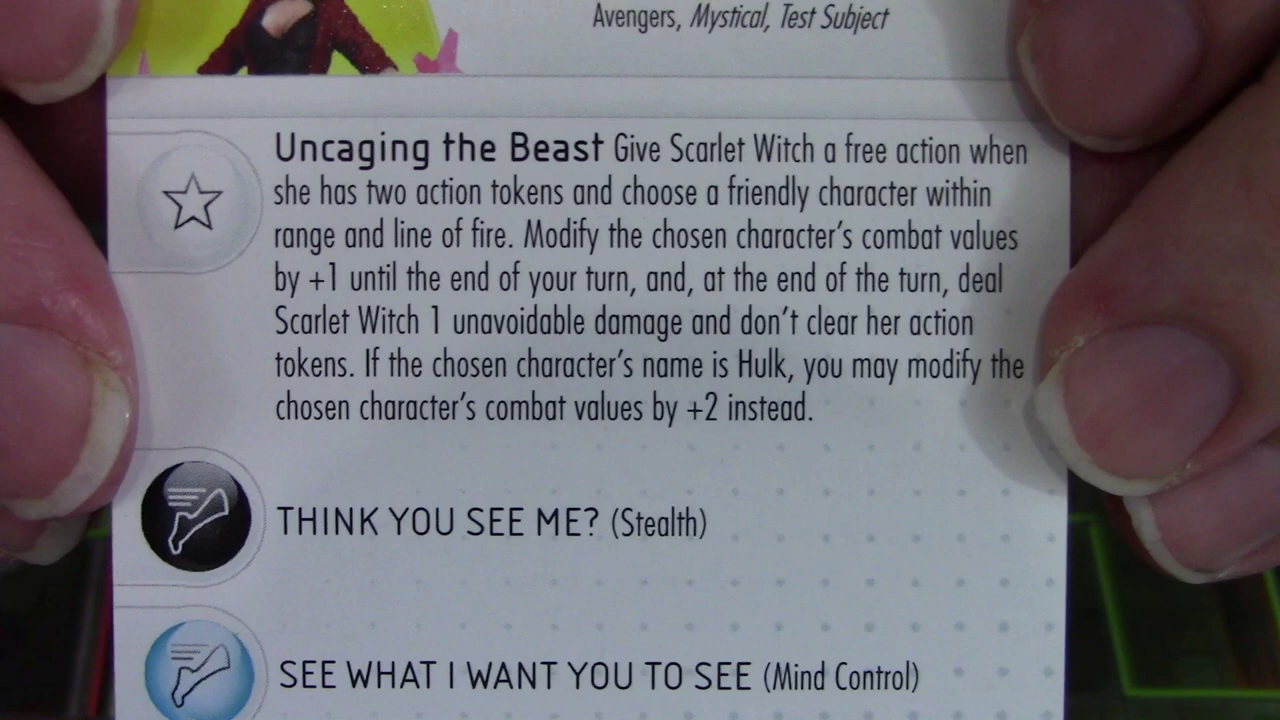 Avengers, Mystical, Test Subject
Uncaging the Beast Give Scarlet Witch a free action when
she has two action tokens and choose a friendly character within
range and line of fire. Modify the chosen character's combat values
by +1 until the end of your turn, and, at the end of the turn, deal
Scarlet Witch 1 unavoidable damage and don't clear her action
tokens. If the chosen character's name is Hulk, you may modify the
chosen character's combat values by +2 instead.
THINK YOU SEE ME? (Stealth)
SEE WHAT I WANT YOU TO SEE (Mind Control)